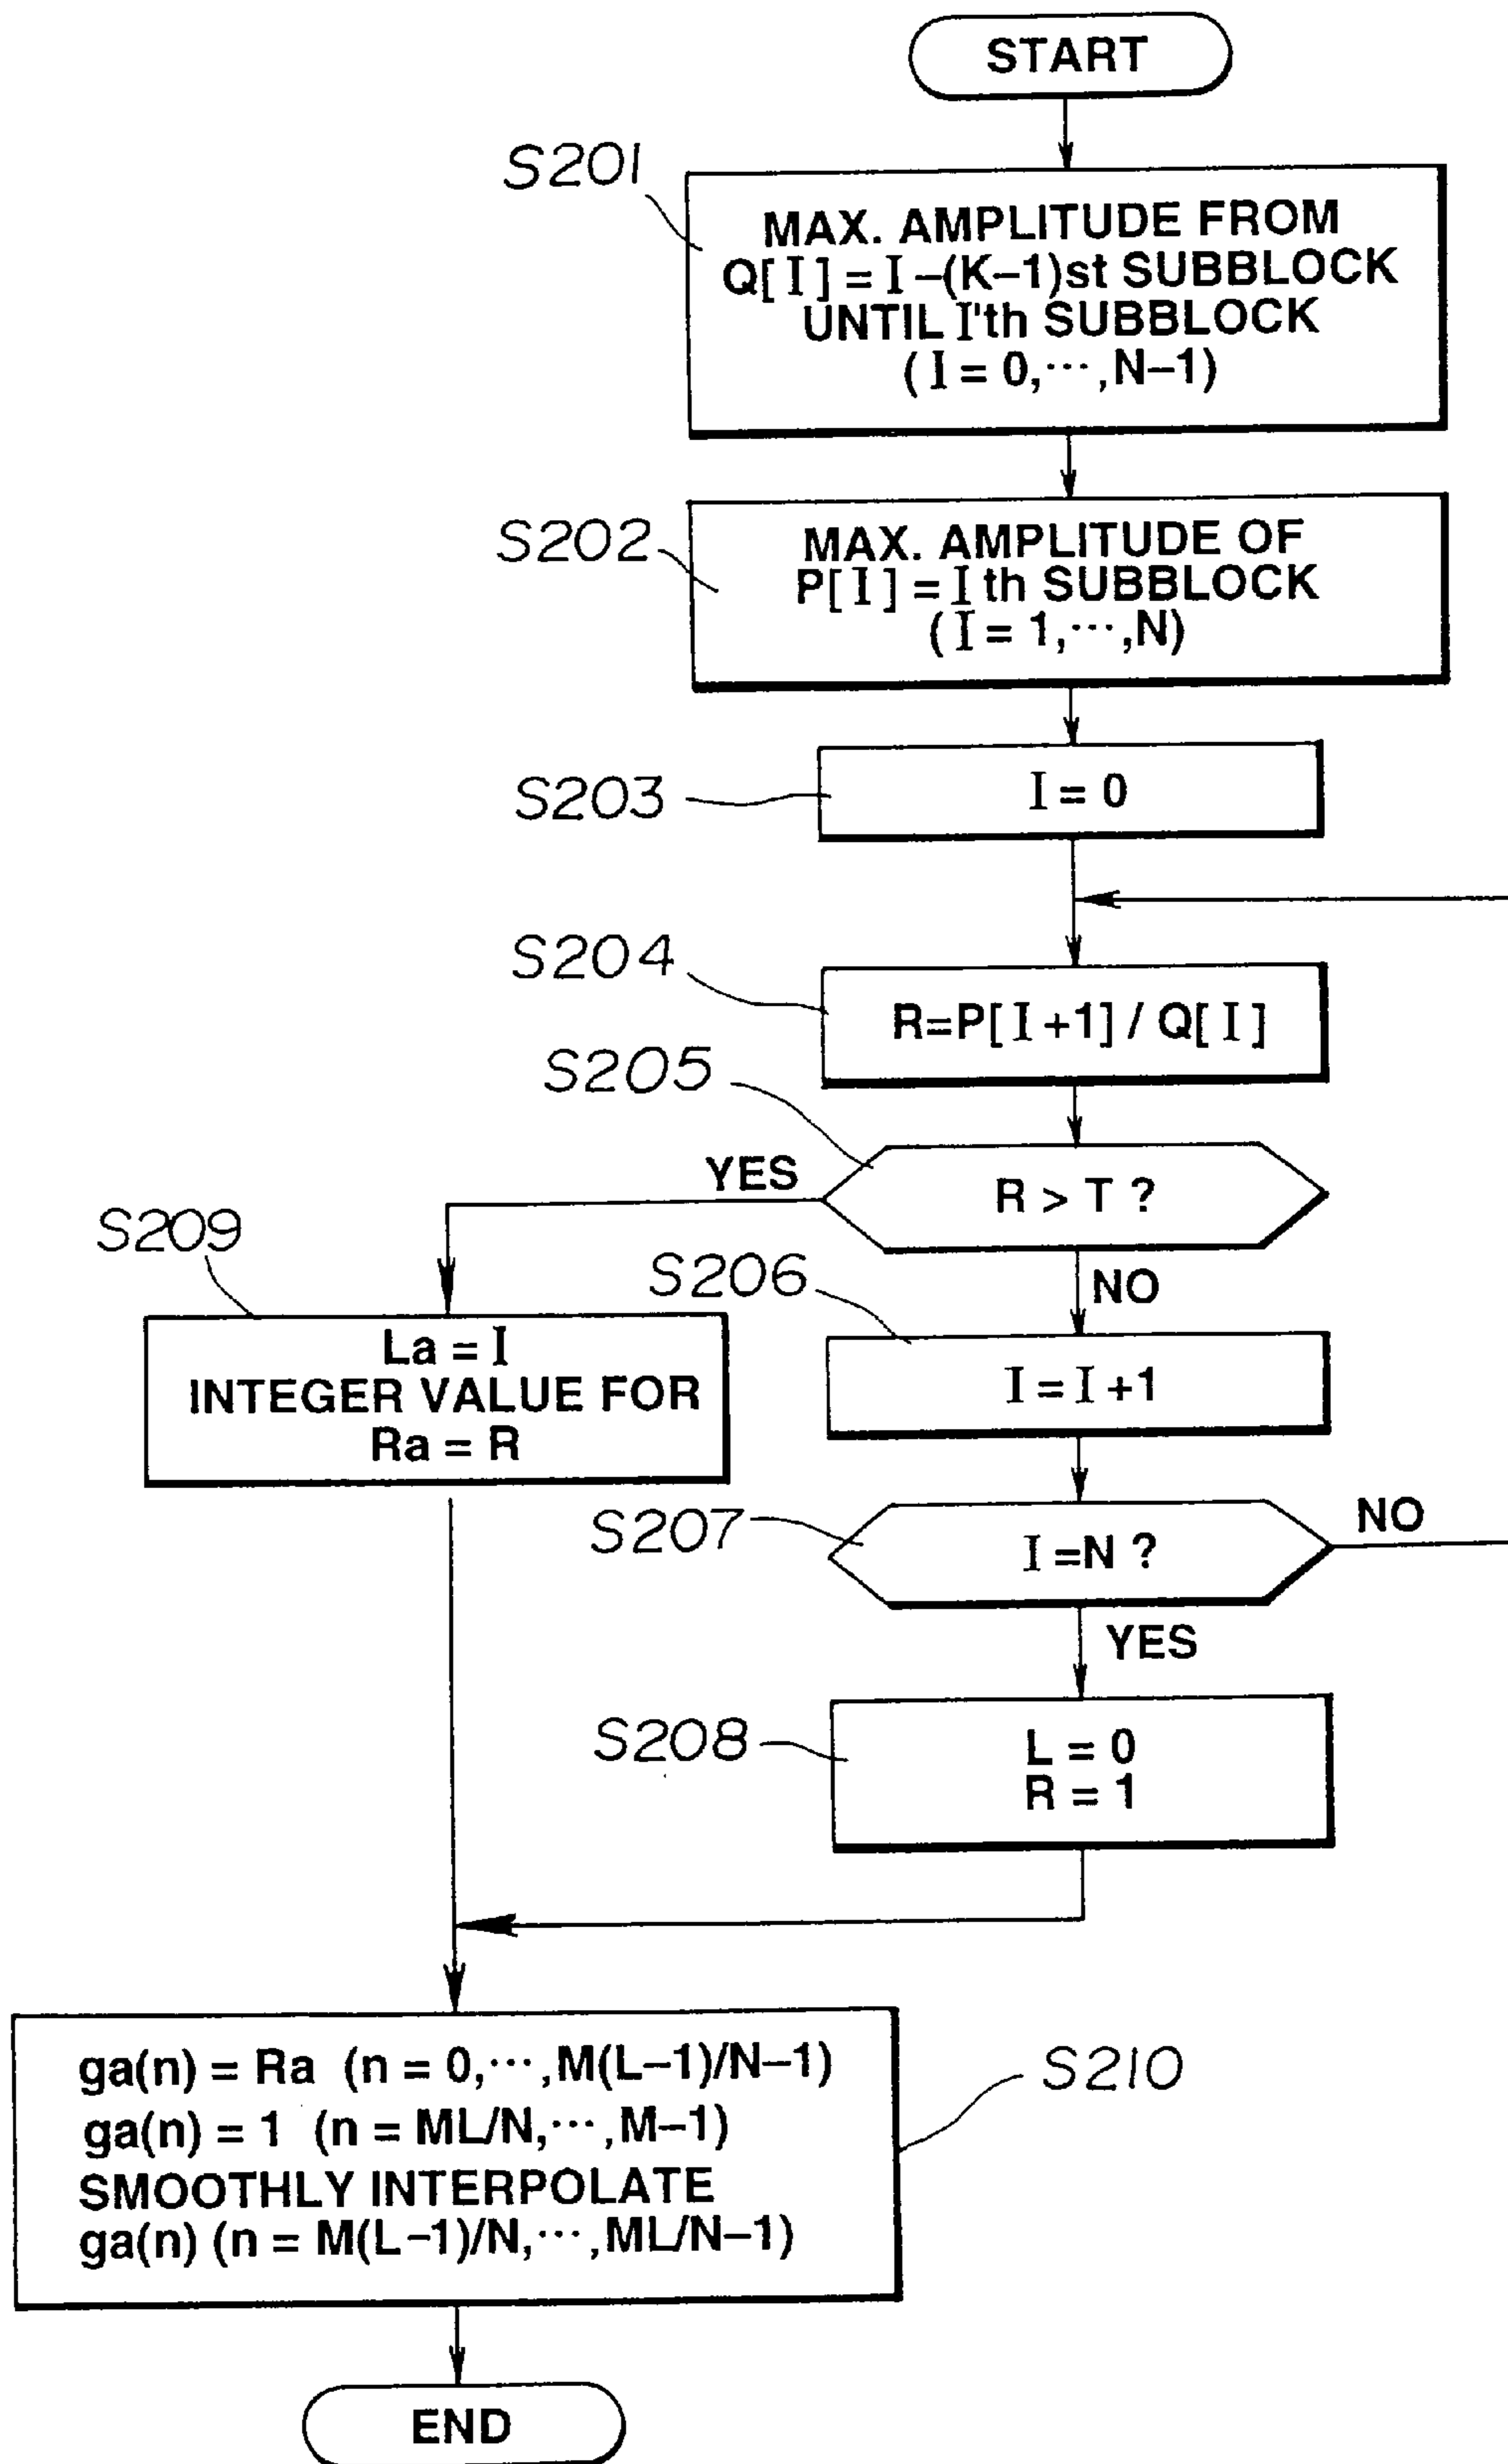 START
S201
MAX. AMPLITUDE FROM
Q[I] = I-(K-1)st SUBBLOCK
UNTIL I'th SUBBLOCK
(I = 0,···,N-1)
S202
MAX. AMPLITUDE OF
P[I] = I th SUBBLOCK
(I = 1,···,N)
S203
I = 0
S204
R=P[I+1] / Q[I]
S205
YES
R > T ?
S209
S206
NO
La = I
INTEGER VALUE FOR
Ra = R
I = I+1
S207
I =N ?
NO
YES
S208
L = 0
R = 1
ga(n) = Ra (n = 0,···,M(L-1)/N-1)
ga(n) = 1 (n = ML/N,···,M-1)
SMOOTHLY INTERPOLATE
ga(n) (n = M(L-1)/N,···,ML/N-1)
S210
END